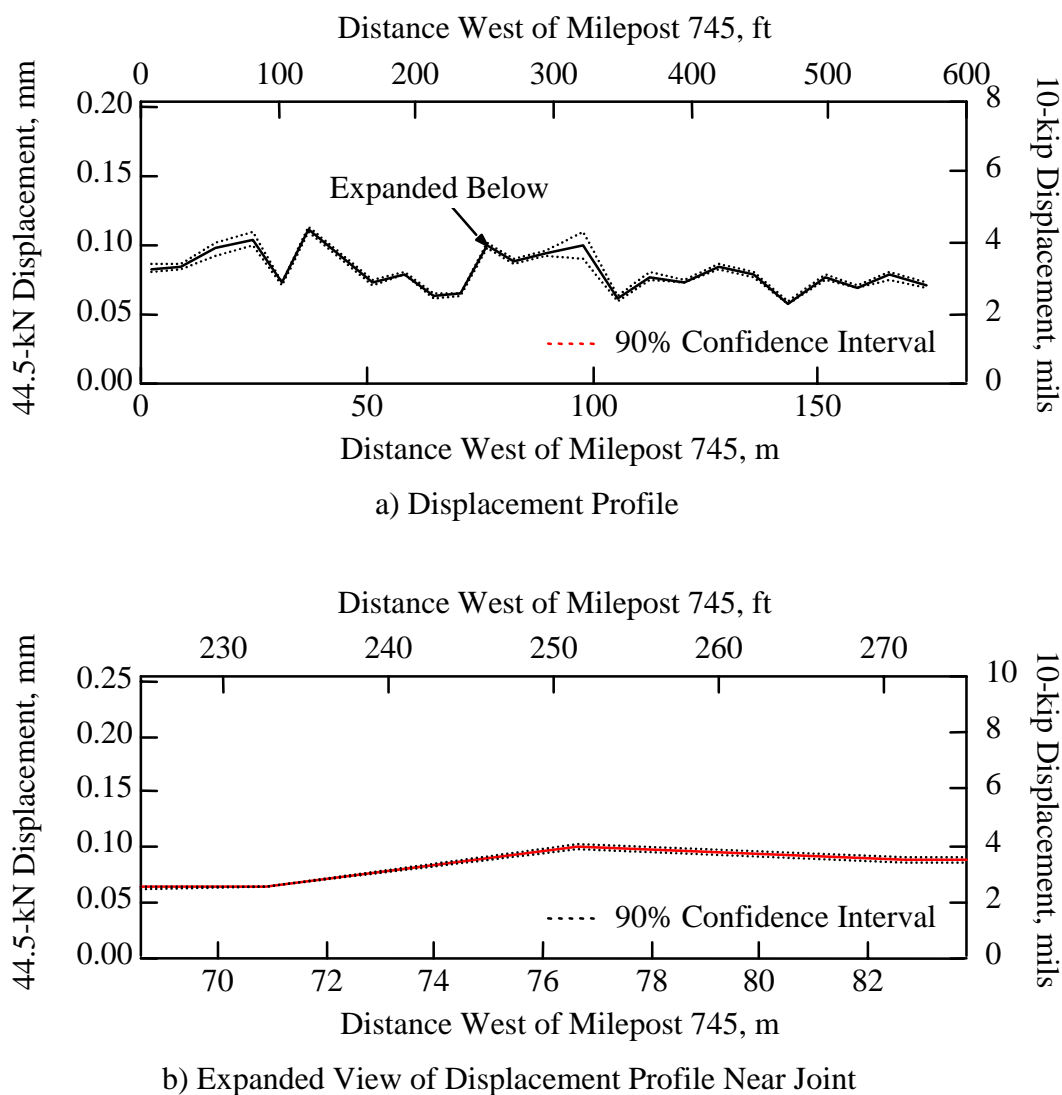 Distance West of Milepost 745, ft
0 100 200 300 400 500 600
44.5-kN Displacement, mm
0.20
0.15
0.10
0.05
0.00
10-kip Displacement, mils
8
6
4
2
0
Expanded Below
90% Confidence Interval
0 50 100 150
Distance West of Milepost 745, m
a) Displacement Profile
Distance West of Milepost 745, ft
230 240 250 260 270
44.5-kN Displacement, mm
0.25
0.20
0.15
0.10
0.05
0.00
10-kip Displacement, mils
10
8
6
4
2
0
90% Confidence Interval
70 72 74 76 78 80 82
Distance West of Milepost 745, m
b) Expanded View of Displacement Profile Near Joint